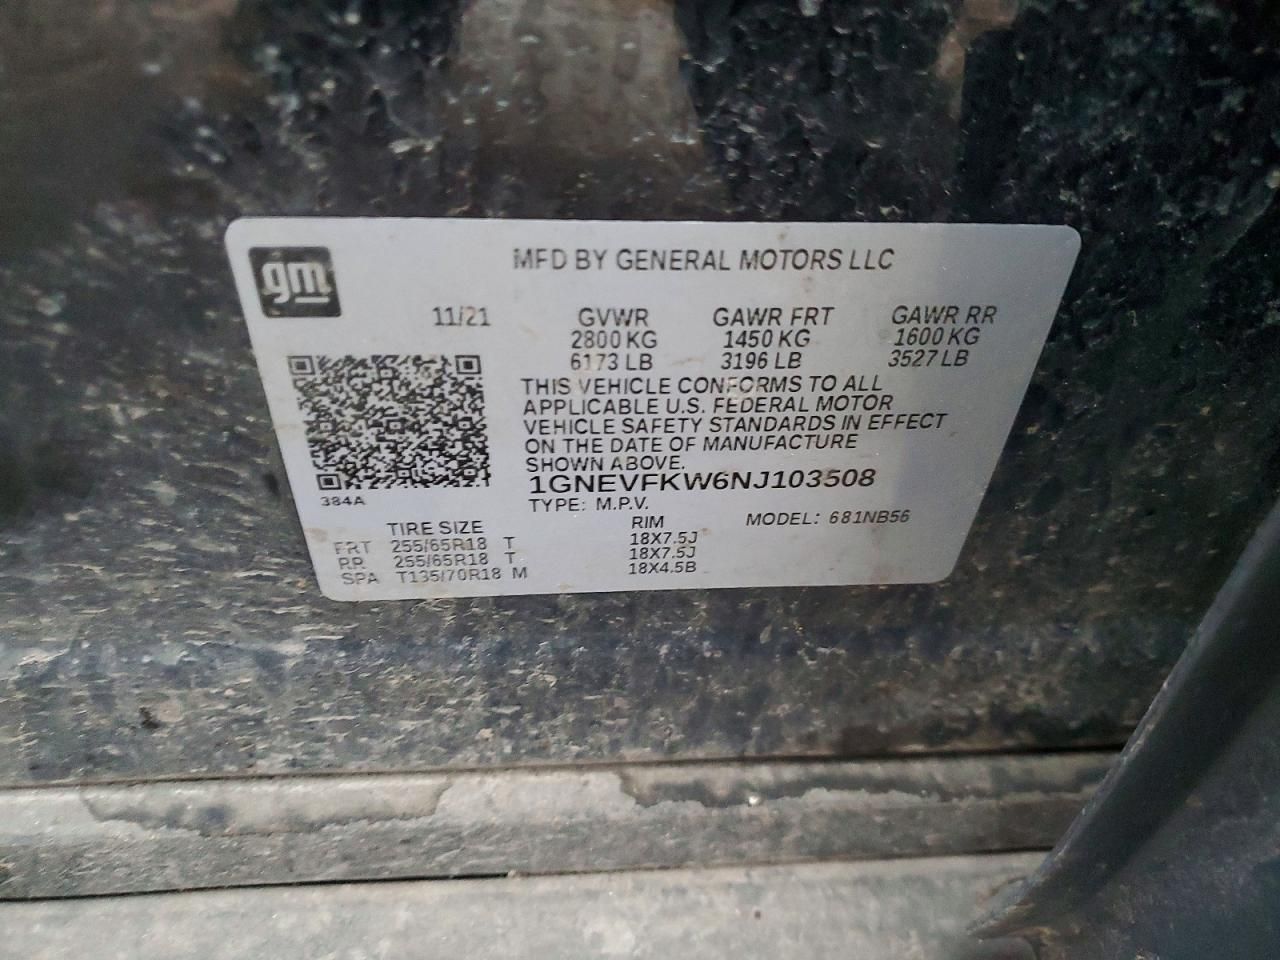 gm
MFD BY GENERAL MOTORS LLC
11/21 GVWR GAWR FRT GAWR RR
2800 KG 1450 KG 1600 KG
6173 LB 3196 LB 3527 LB
THIS VEHICLE CONFORMS TO ALL
APPLICABLE U.S. FEDERAL MOTOR
VEHICLE SAFETY STANDARDS IN EFFECT
ON THE DATE OF MANUFACTURE
SHOWN ABOVE.
1GNEVFKW6NJ103508
384A
TYPE: M.P.V.
TIRE SIZE RIM MODEL: 681NB56
FRT 255/65R18 T 18X7.5J
RR 255/65R18 T 18X7.5J
SPA T135/70R18 M 18X4.5B